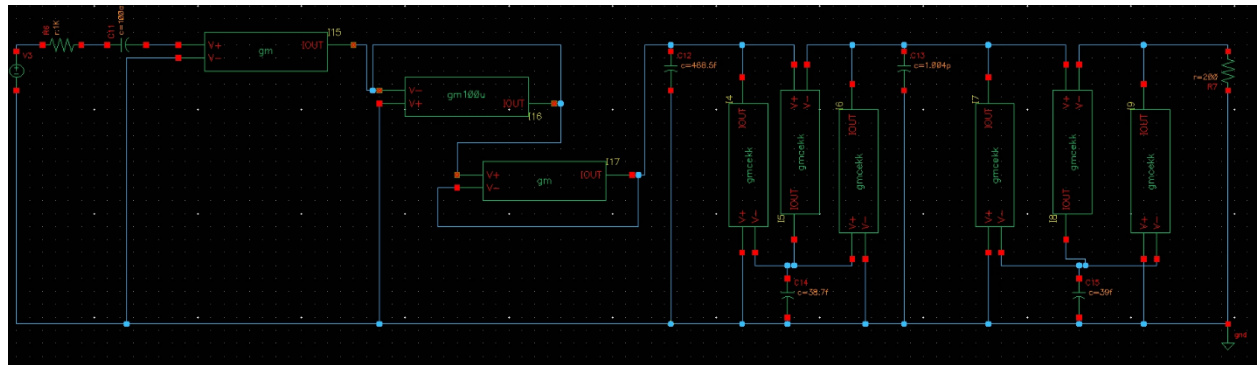 V3
R6
r:1K
C11
c=100u
V+
V-
gm
IOUT
I15
V-
V+
gm100u
IOUT
I16
V+
V-
gm
IOUT
I17
C12
c=468.5f
I4
IOUT
gmcekk
V+
V-
V+
V-
gmcekk
IOUT
I5
I6
IOUT
gmcekk
V+
V-
C14
c=38.7f
C13
c=1.004p
I7
IOUT
gmcekk
V+
V-
V+
V-
gmcekk
IOUT
I8
I9
IOUT
gmcekk
V+
V-
C15
c=39f
r=200
R7
gnd